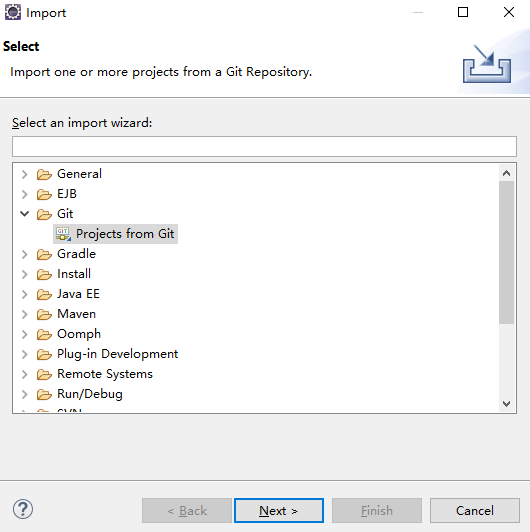 Import
Select
Import one or more projects from a Git Repository.
Select an import wizard:
General
EJB
Git
Projects from Git
Gradle
Install
Java EE
Maven
Oomph
Plug-in Development
Remote Systems
Run/Debug
SVN
?
< Back
Next >
Finish
Cancel